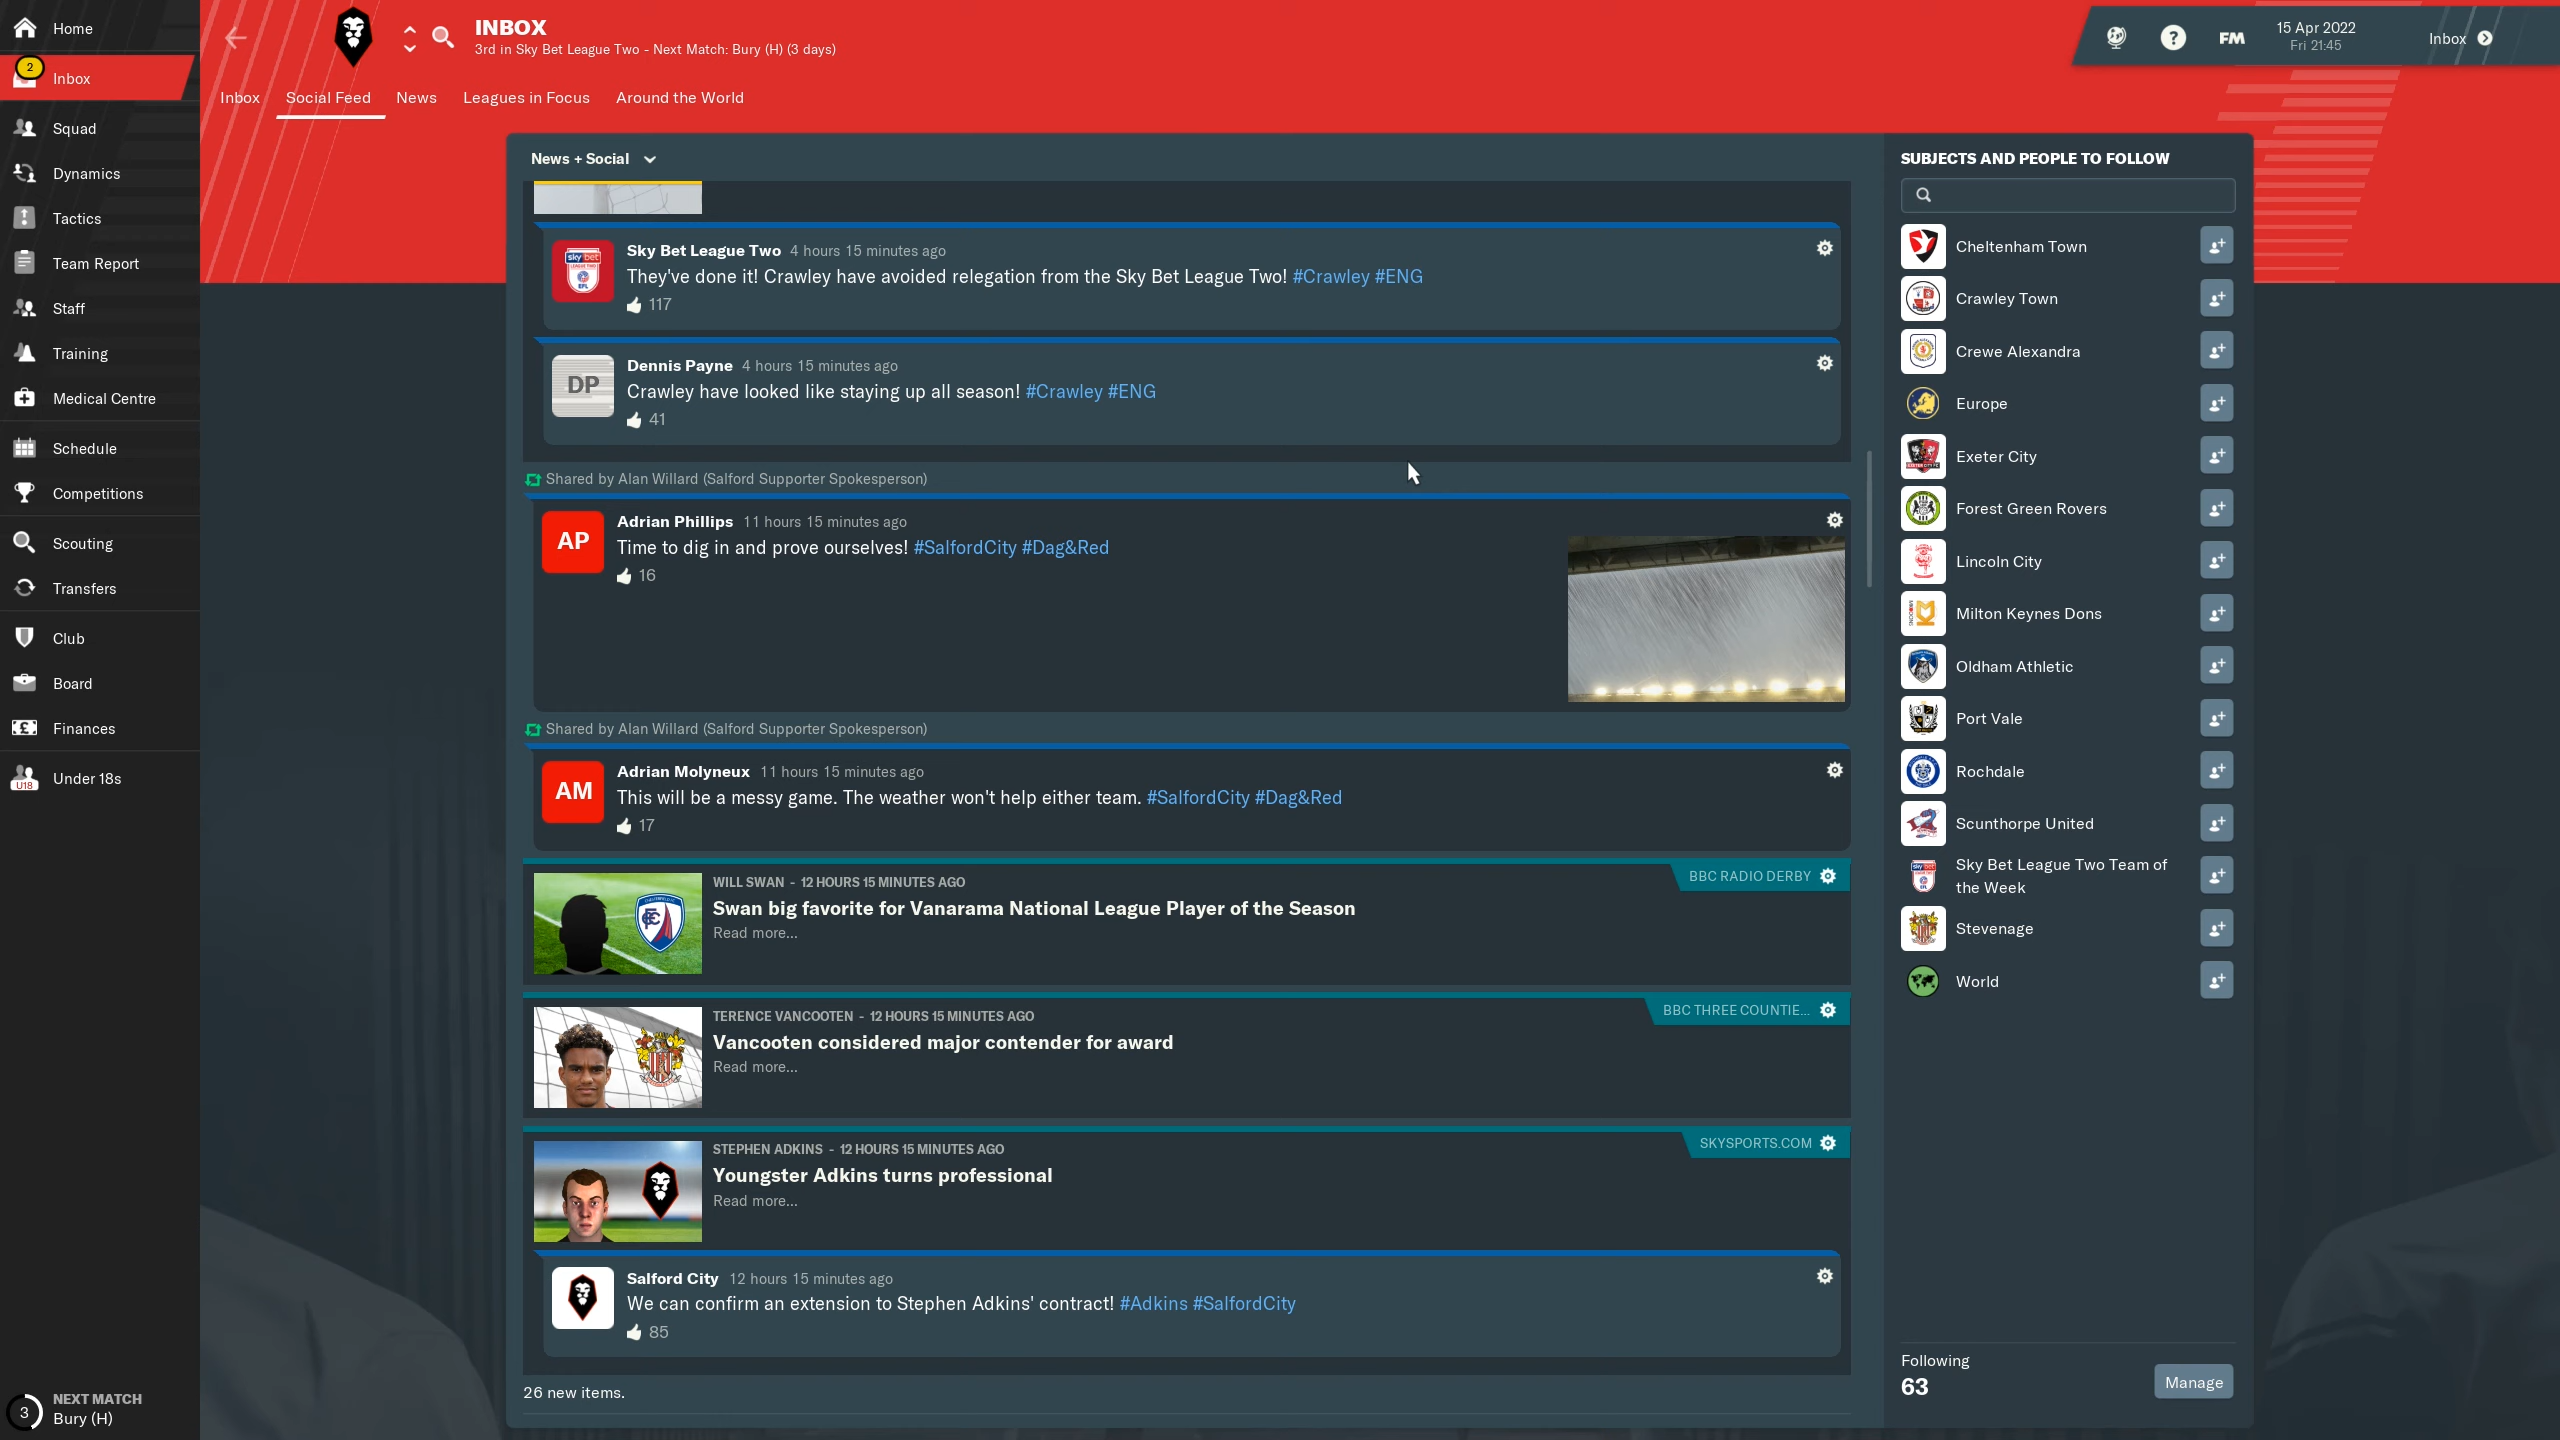 Home
2
Inbox
Squad
Dynamics
Tactics
Team Report
Staff
Training
Medical Centre
Schedule
Competitions
Scouting
Transfers
Club
Board
Finances
U18
Under 18s
3
NEXT MATCH
Bury (H)
INBOX
3rd in Sky Bet League Two - Next Match: Bury (H) (3 days)
?
FM
15 Apr 2022
Fri 21:45
Inbox
Inbox
Social Feed
News
Leagues in Focus
Around the World
News + Social
Sky Bet League Two 4 hours 15 minutes ago
They've done it! Crawley have avoided relegation from the Sky Bet League Two! #Crawley #ENG
117
DP
Dennis Payne 4 hours 15 minutes ago
Crawley have looked like staying up all season! #Crawley #ENG
41
Shared by Alan Willard (Salford Supporter Spokesperson)
AP
Adrian Phillips 11 hours 15 minutes ago
Time to dig in and prove ourselves! #SalfordCity #Dag&Red
16
Shared by Alan Willard (Salford Supporter Spokesperson)
AM
Adrian Molyneux 11 hours 15 minutes ago
This will be a messy game. The weather won't help either team. #SalfordCity #Dag&Red
17
WILL SWAN - 12 HOURS 15 MINUTES AGO
BBC RADIO DERBY
Swan big favorite for Vanarama National League Player of the Season
Read more...
TERENCE VANCOOTEN - 12 HOURS 15 MINUTES AGO
BBC THREE COUNTIE...
Vancooten considered major contender for award
Read more...
STEPHEN ADKINS - 12 HOURS 15 MINUTES AGO
SKYSPORTS.COM
Youngster Adkins turns professional
Read more...
Salford City 12 hours 15 minutes ago
We can confirm an extension to Stephen Adkins' contract! #Adkins #SalfordCity
85
26 new items.
SUBJECTS AND PEOPLE TO FOLLOW
Cheltenham Town
Crawley Town
Crewe Alexandra
Europe
Exeter City
Forest Green Rovers
Lincoln City
Milton Keynes Dons
Oldham Athletic
Port Vale
Rochdale
Scunthorpe United
Sky Bet League Two Team of
the Week
Stevenage
World
Following
63
Manage